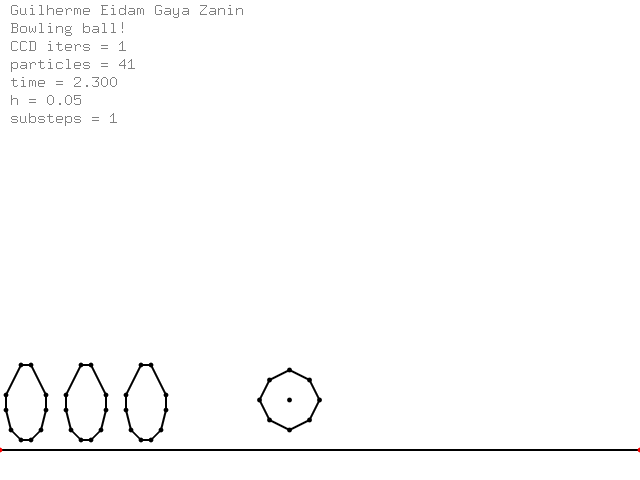 Guilherme Eidam Gaya Zanin
Bowling ball!
CCD iters = 1
particles = 41
time = 2.300
h = 0.05
substeps = 1